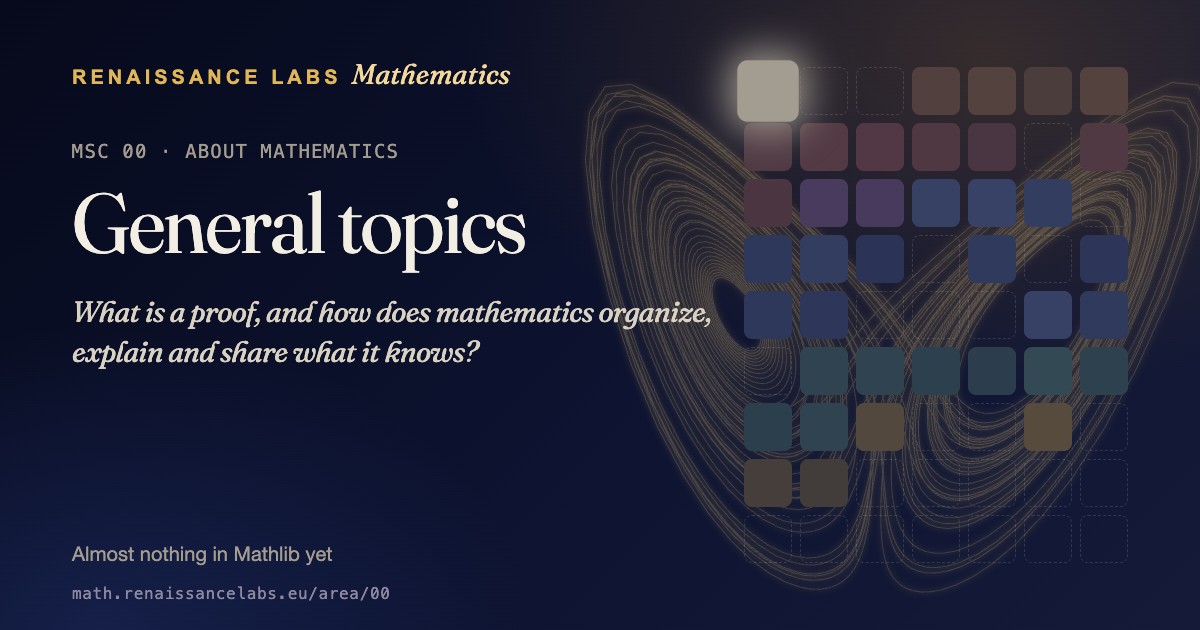 RENAISSANCE LABS Mathematics
MSC 00 · ABOUT MATHEMATICS
General topics
What is a proof, and how does mathematics organize,
explain and share what it knows?
Almost nothing in Mathlib yet
math.renaissancelabs.eu/area/00